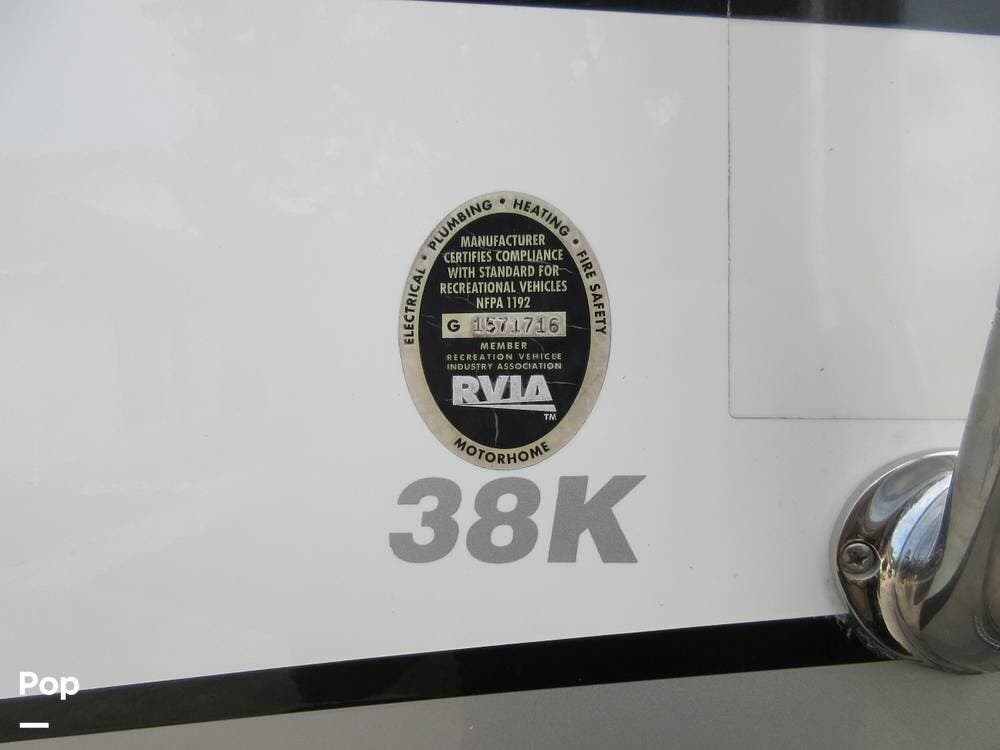 ELECTRICAL • PLUMBING • HEATING • FIRE SAFETY
MANUFACTURER
CERTIFIES COMPLIANCE
WITH STANDARD FOR
RECREATIONAL VEHICLES
NFPA 1192
G 1571716
MEMBER
RECREATION VEHICLE
INDUSTRY ASSOCIATION
RVIA
TM
MOTORHOME
38K
Pop